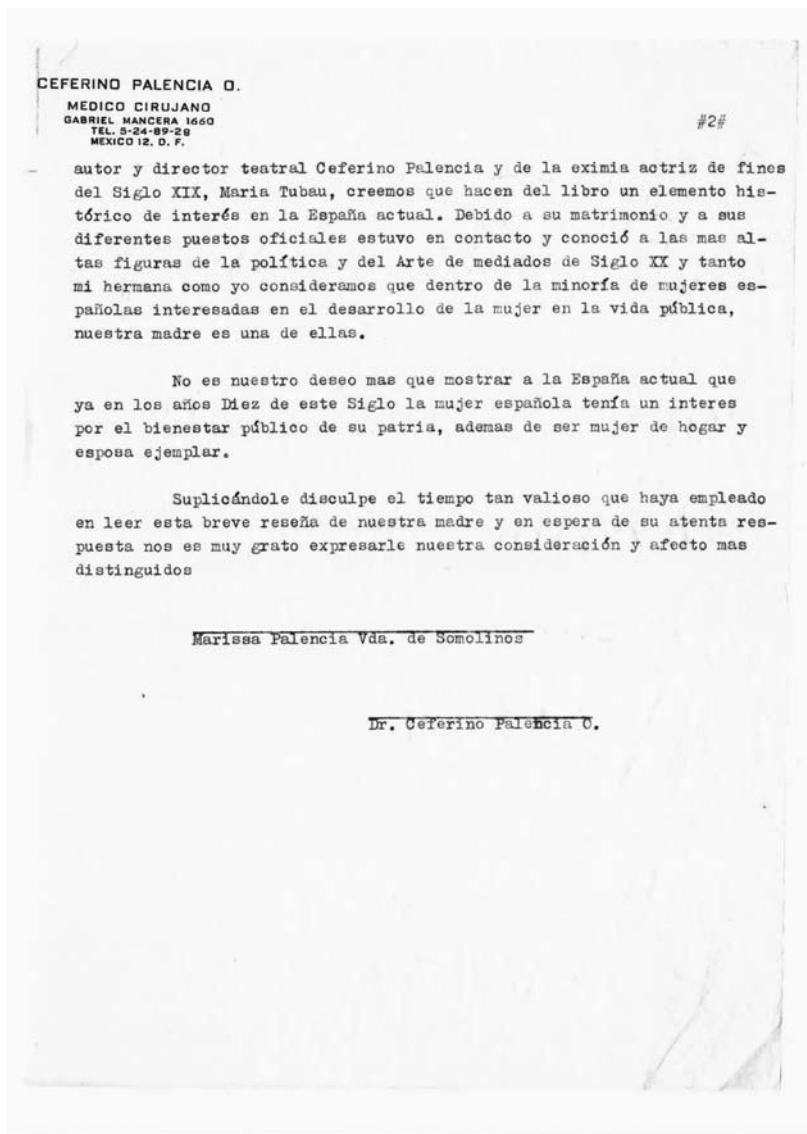 CEFERINO PALENCIA O.
MEDICO CIRUJANO
GABRIEL MANCERA 1660
TEL. 5-24-89-28
MEXICO 12, D. F.
#2#
autor y director teatral Ceferino Palencia y de la eximia actriz de fines
del Siglo XIX, Maria Tubau, creemos que hacen del libro un elemento his-
tórico de interés en la España actual. Debido a su matrimonio y a sus
diferentes puestos oficiales estuvo en contacto y conoció a las mas al-
tas figuras de la política y del Arte de mediados de Siglo XX y tanto
mi hermana como yo consideramos que dentro de la minoría de mujeres es-
pañolas interesadas en el desarrollo de la mujer en la vida pública,
nuestra madre es una de ellas.
No es nuestro deseo mas que mostrar a la España actual que
ya en los años Diez de este Siglo la mujer española tenía un interes
por el bienestar público de su patria, ademas de ser mujer de hogar y
esposa ejemplar.
Suplicándole disculpe el tiempo tan valioso que haya empleado
en leer esta breve reseña de nuestra madre y en espera de su atenta res-
puesta nos es muy grato expresarle nuestra consideración y afecto mas
distinguidos
Marissa Palencia Vda. de Somolinos
Dr. Ceferino Palencia O.